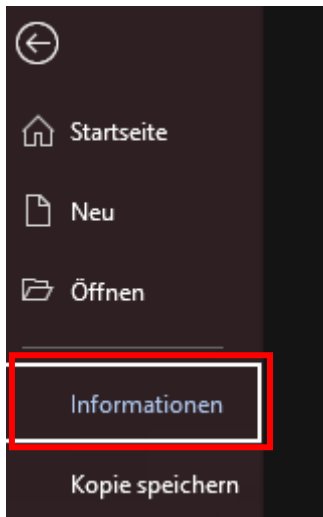 Startseite
Neu
Öffnen
Informationen
Kopie speichern